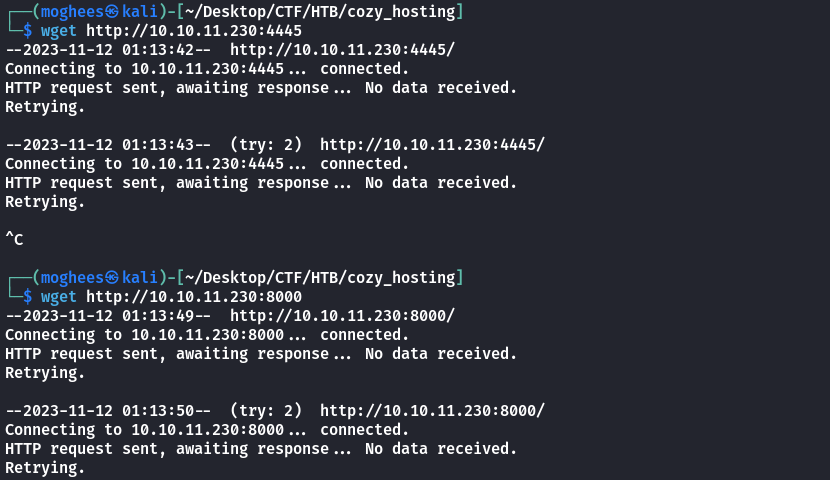 ┌──(moghees㉿kali)-[~/Desktop/CTF/HTB/cozy_hosting]
└─$ wget http://10.10.11.230:4445
--2023-11-12 01:13:42--  http://10.10.11.230:4445/
Connecting to 10.10.11.230:4445... connected.
HTTP request sent, awaiting response... No data received.
Retrying.

--2023-11-12 01:13:43--  (try: 2)  http://10.10.11.230:4445/
Connecting to 10.10.11.230:4445... connected.
HTTP request sent, awaiting response... No data received.
Retrying.

^C

┌──(moghees㉿kali)-[~/Desktop/CTF/HTB/cozy_hosting]
└─$ wget http://10.10.11.230:8000
--2023-11-12 01:13:49--  http://10.10.11.230:8000/
Connecting to 10.10.11.230:8000... connected.
HTTP request sent, awaiting response... No data received.
Retrying.

--2023-11-12 01:13:50--  (try: 2)  http://10.10.11.230:8000/
Connecting to 10.10.11.230:8000... connected.
HTTP request sent, awaiting response... No data received.
Retrying.